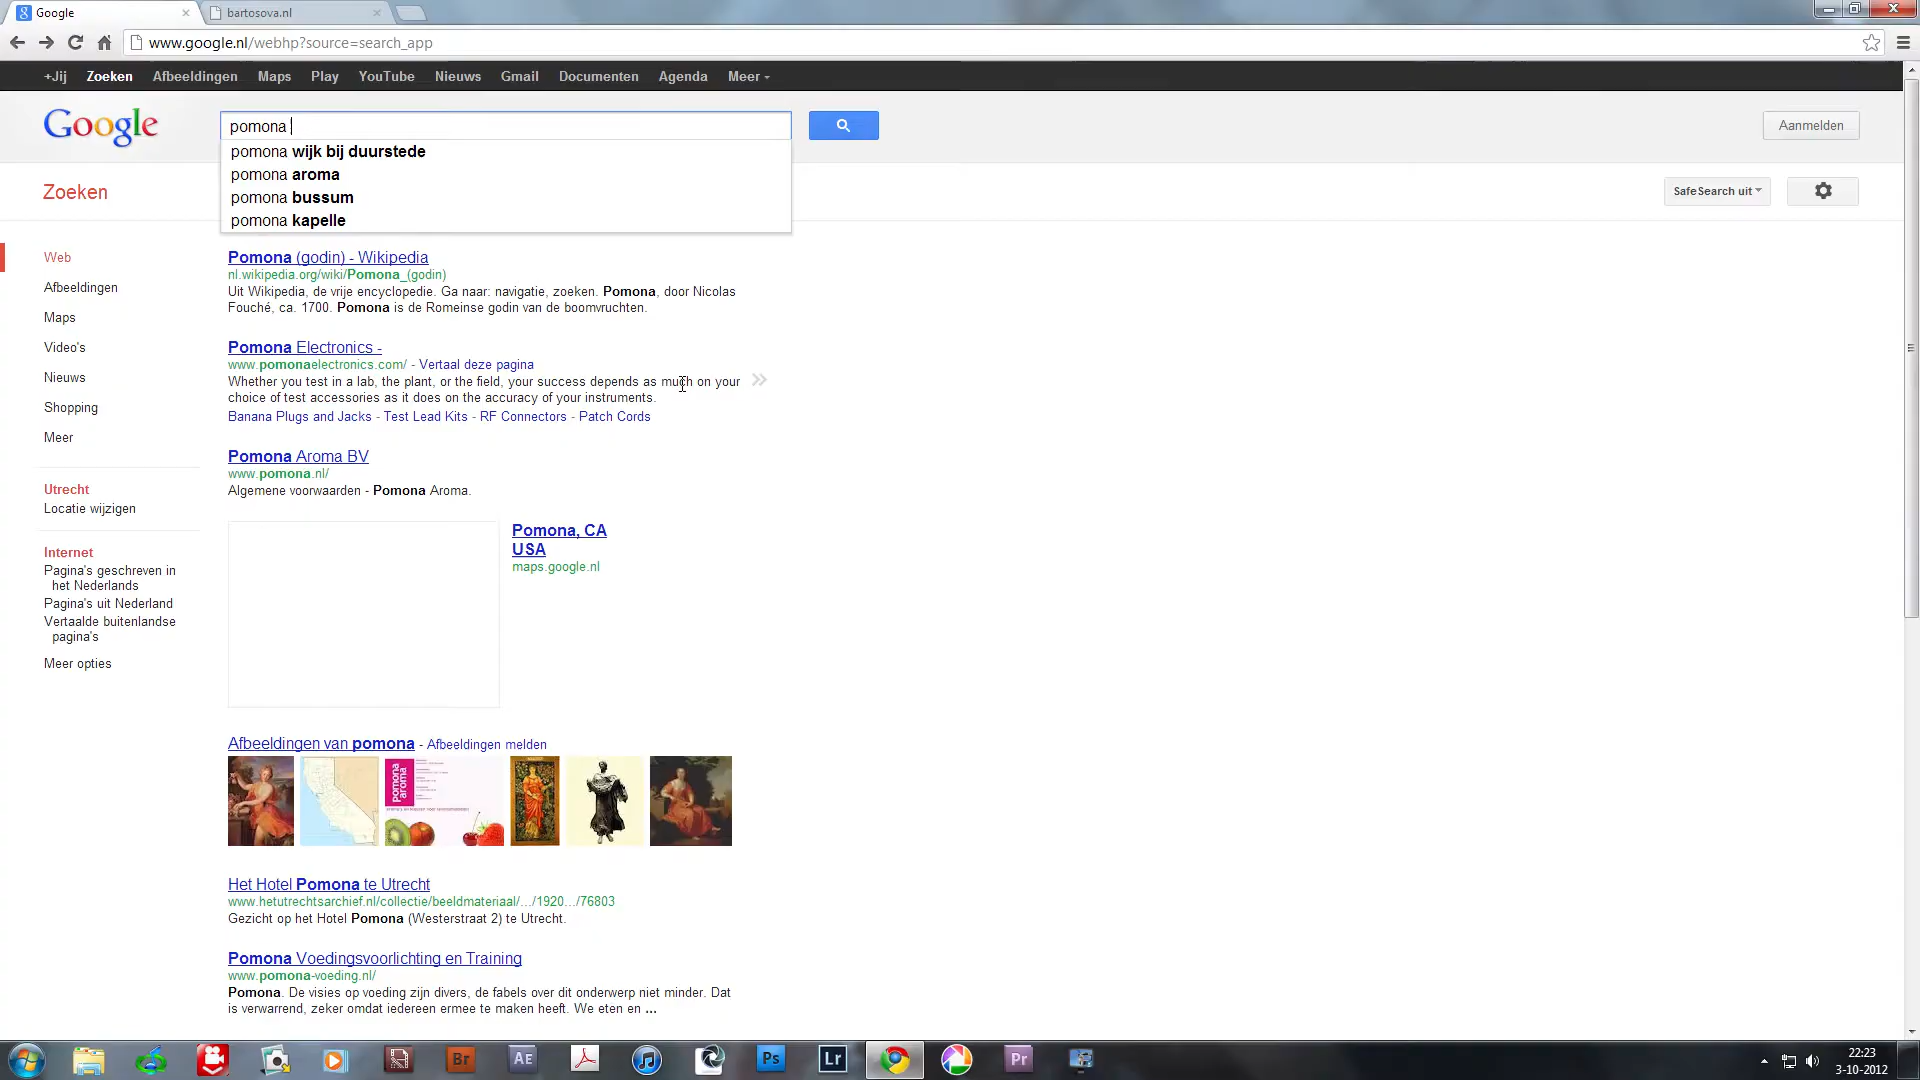 Google
bartosova.nl
www.google.nl/webhp?source=search_app
+Jij Zoeken Afbeeldingen Maps Play YouTube Nieuws Gmail Documenten Agenda Meer
Google
pomona
Aanmelden
pomona wijk bij duurstede
pomona aroma
pomona bussum
pomona kapelle
Zoeken
SafeSearch uit
Web
Afbeeldingen
Maps
Video's
Nieuws
Shopping
Meer
Utrecht
Locatie wijzigen
Internet
Pagina's geschreven in
het Nederlands
Pagina's uit Nederland
Vertaalde buitenlandse
pagina's
Meer opties
Pomona (godin) - Wikipedia
nl.wikipedia.org/wiki/Pomona_(godin)
Uit Wikipedia, de vrije encyclopedie. Ga naar: navigatie, zoeken. Pomona, door Nicolas
Fouché, ca. 1700. Pomona is de Romeinse godin van de boomvruchten.
Pomona Electronics -
www.pomonaelectronics.com/ - Vertaal deze pagina
Whether you test in a lab, the plant, or the field, your success depends as much on your
choice of test accessories as it does on the accuracy of your instruments.
Banana Plugs and Jacks - Test Lead Kits - RF Connectors - Patch Cords
Pomona Aroma BV
www.pomona.nl/
Algemene voorwaarden - Pomona Aroma.
Pomona, CA
USA
maps.google.nl
Afbeeldingen van pomona - Afbeeldingen melden
pomona
aroma
Het Hotel Pomona te Utrecht
www.hetutrechtsarchief.nl/collectie/beeldmateriaal/.../1920.../76803
Gezicht op het Hotel Pomona (Westerstraat 2) te Utrecht.
Pomona Voedingsvoorlichting en Training
www.pomona-voeding.nl/
Pomona. De visies op voeding zijn divers, de fabels over dit onderwerp niet minder. Dat
is verwarrend, zeker omdat iedereen ermee te maken heeft. We eten en ...
Br
AE
Ps
Lr
Pr
22:23
3-10-2012